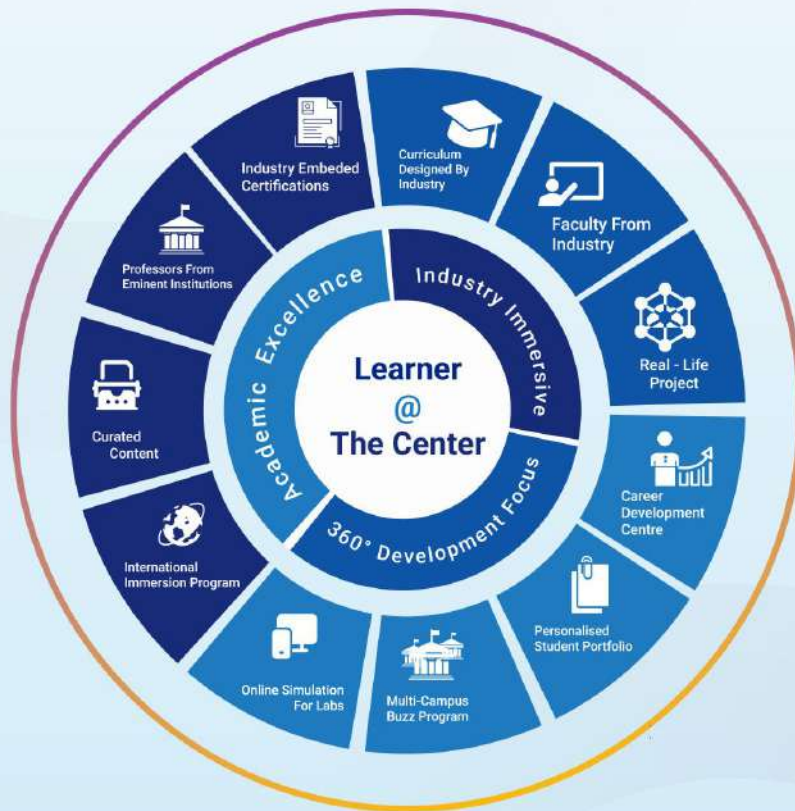 Learner
@
The Center
Academic Excellence
Industry Immersive
360° Development Focus
Curriculum
Designed By
Industry
Faculty From
Industry
Real - Life
Project
Career
Development
Centre
Personalised
Student Portfolio
Multi-Campus
Buzz Program
Online Simulation
For Labs
International
Immersion Program
Curated
Content
Professors From
Eminent Institutions
Industry Embeded
Certifications